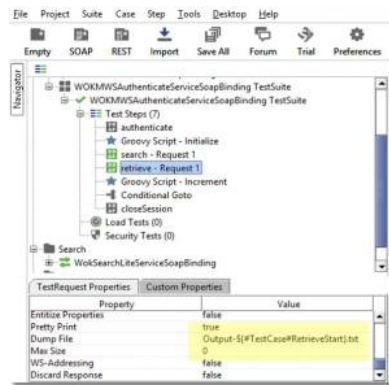 File Project Suite Case Step Tools Desktop Help
Empty SOAP REST Import Save All Forum Trial Preferences
Navigator
WOKMWSAuthenticateServiceSoapBinding TestSuite
WOKMWSAuthenticateServiceSoapBinding TestSuite
Test Steps (7)
authenticate
Groovy Script - Initialize
search - Request 1
retrieve - Request 1
Groovy Script - Increment
Conditional Goto
closeSession
Load Tests (0)
Security Tests (0)
Search
WokSearchLiteServiceSoapBinding
TestRequest Properties Custom Properties
Property Value
Entitize Properties false
Pretty Print true
Dump File Output-${#TestCase#RetrieveStart}.txt
Max Size 0
WS-Addressing false
Discard Response false